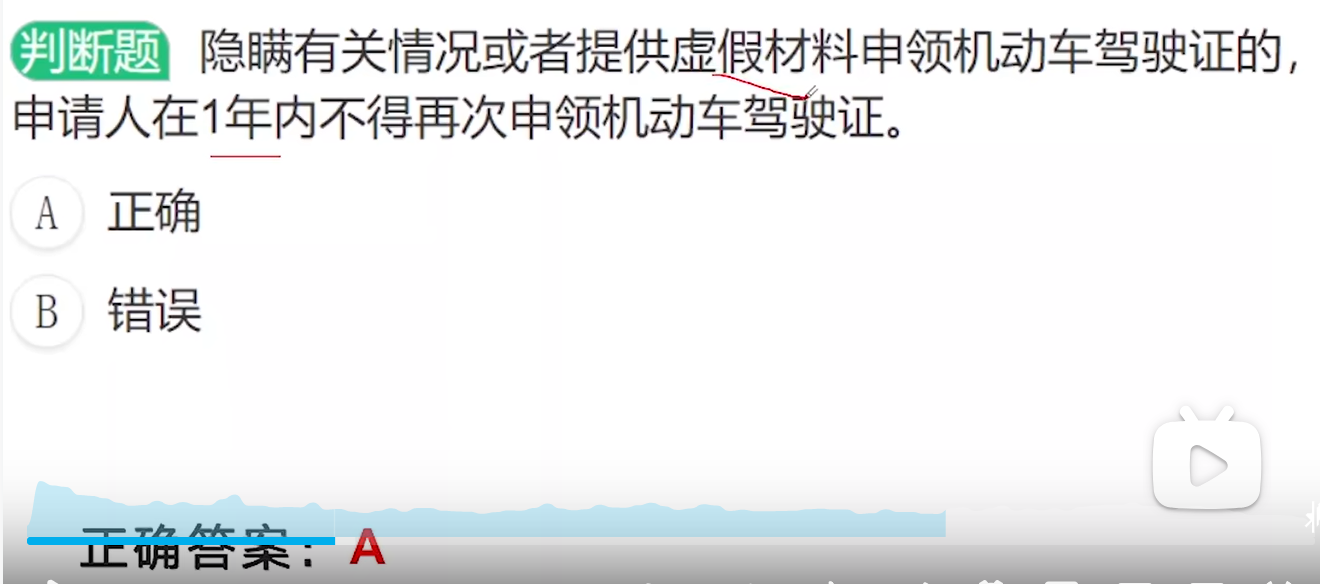 判断题 隐瞒有关情况或者提供虚假材料申领机动车驾驶证的，
申请人在1年内不得再次申领机动车驾驶证。
A 正确
B 错误
正确答案：A